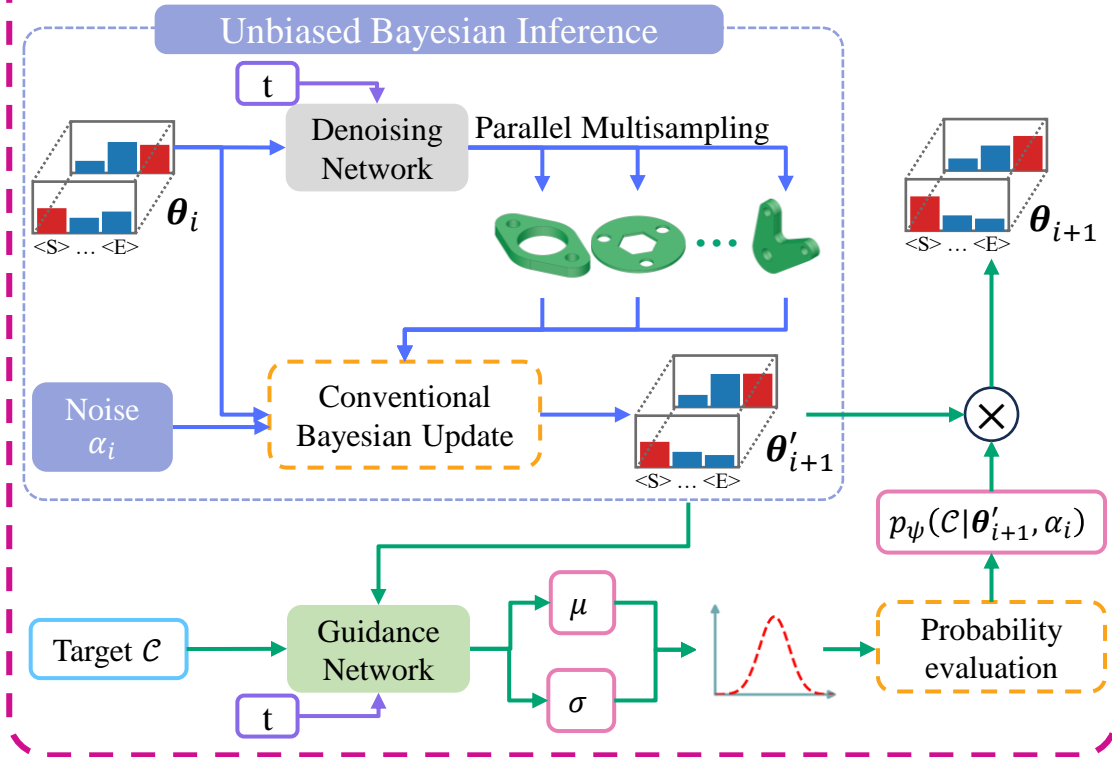 Unbiased Bayesian Inference
t
Denoising
Network
Parallel Multisampling
θ_i
<S> … <E>
θ_{i+1}
<S> … <E>
Noise
α_i
Conventional
Bayesian Update
θ′_{i+1}
<S> … <E>
×
p_ψ(𝒞|θ′_{i+1}, α_i)
Target 𝒞
Guidance
Network
t
μ
σ
Probability
evaluation